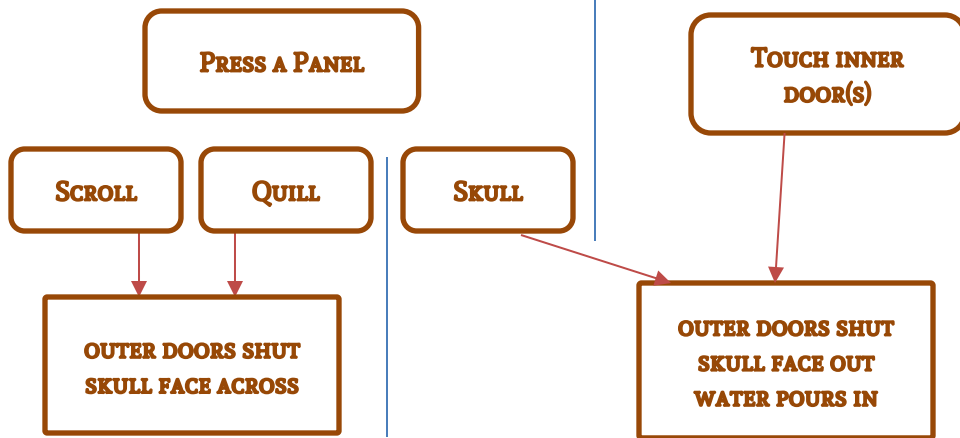 Press a Panel
Touch inner
door(s)
Scroll
Quill
Skull
outer doors shut
skull face across
outer doors shut
skull face out
water pours in